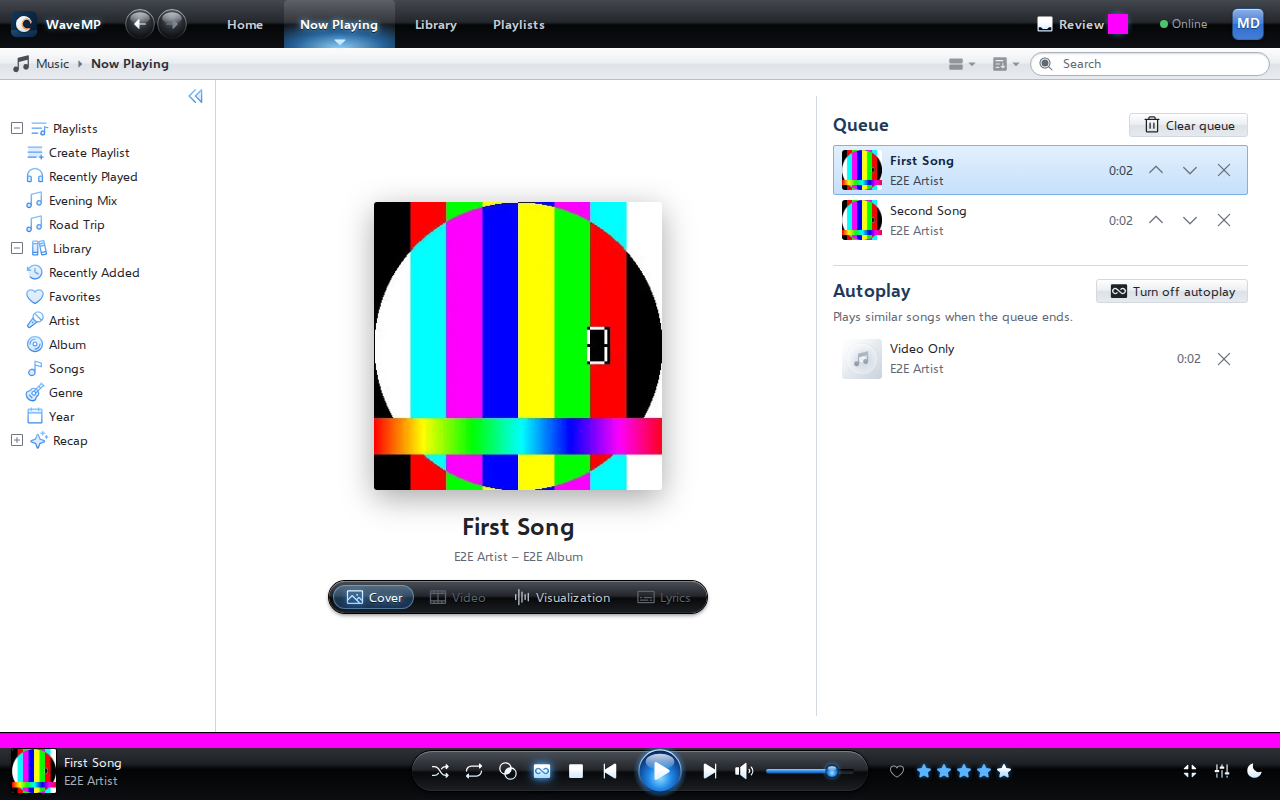 WaveMP
Home
Now Playing
Library
Playlists
Review
Online
MD
Music
Now Playing
Search
Playlists
Create Playlist
Recently Played
Evening Mix
Road Trip
Library
Recently Added
Favorites
Artist
Album
Songs
Genre
Year
Recap
First Song
E2E Artist – E2E Album
Cover
Video
Visualization
Lyrics
Queue
Clear queue
First Song
E2E Artist
0:02
Second Song
E2E Artist
0:02
Autoplay
Turn off autoplay
Plays similar songs when the queue ends.
Video Only
E2E Artist
0:02
First Song
E2E Artist